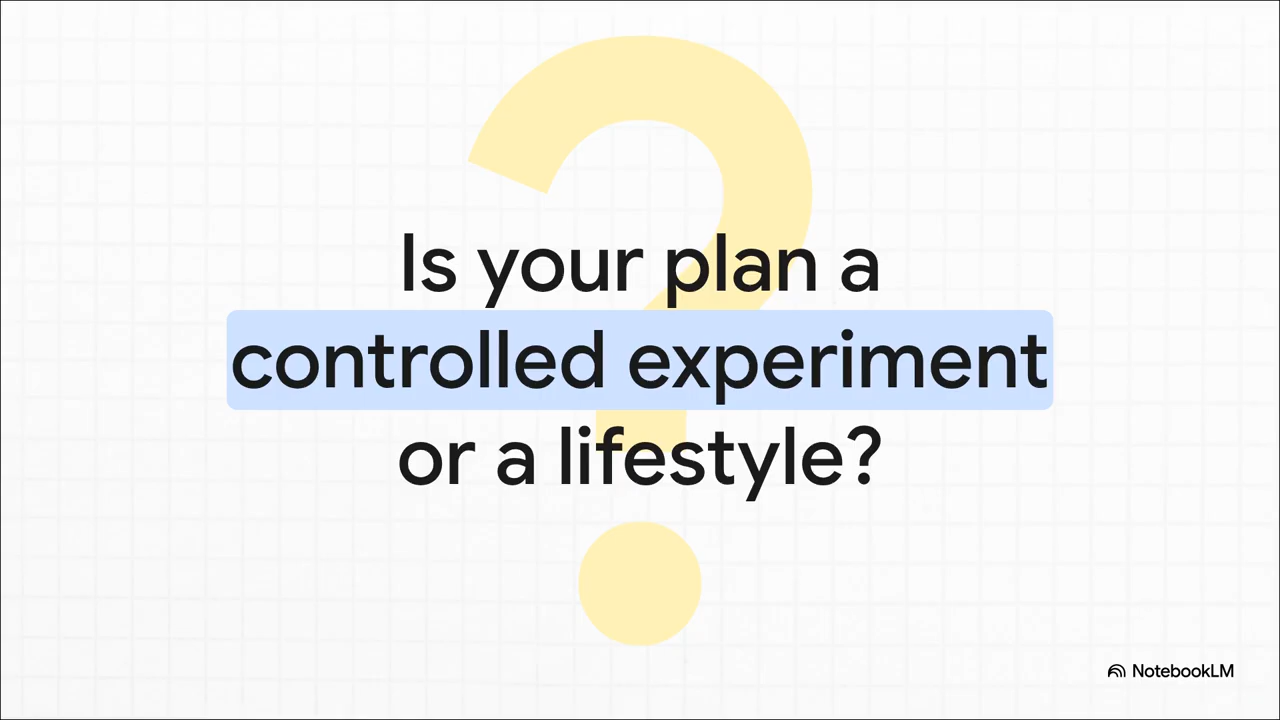 Is your plan a
controlled experiment
or a lifestyle?
NotebookLM